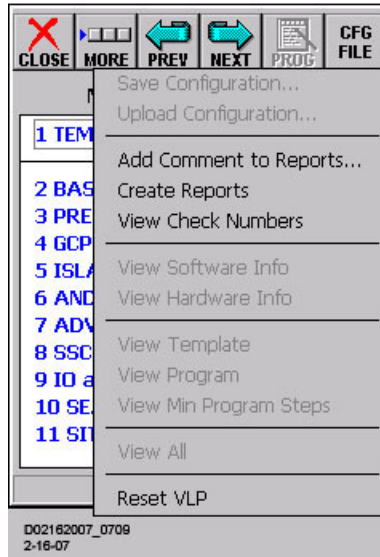 CLOSE MORE PREV NEXT PROG CFG FILE
Save Configuration...
Upload Configuration...
1 TEM
Add Comment to Reports...
2 BAS
Create Reports
3 PRE
View Check Numbers
4 GCP
5 ISLA
View Software Info
6 AND
View Hardware Info
7 ADV
View Template
8 SSC
View Program
9 IO a
View Min Program Steps
10 SE
11 SIT
View All
Reset VLP
D02162007_0709
2-16-07